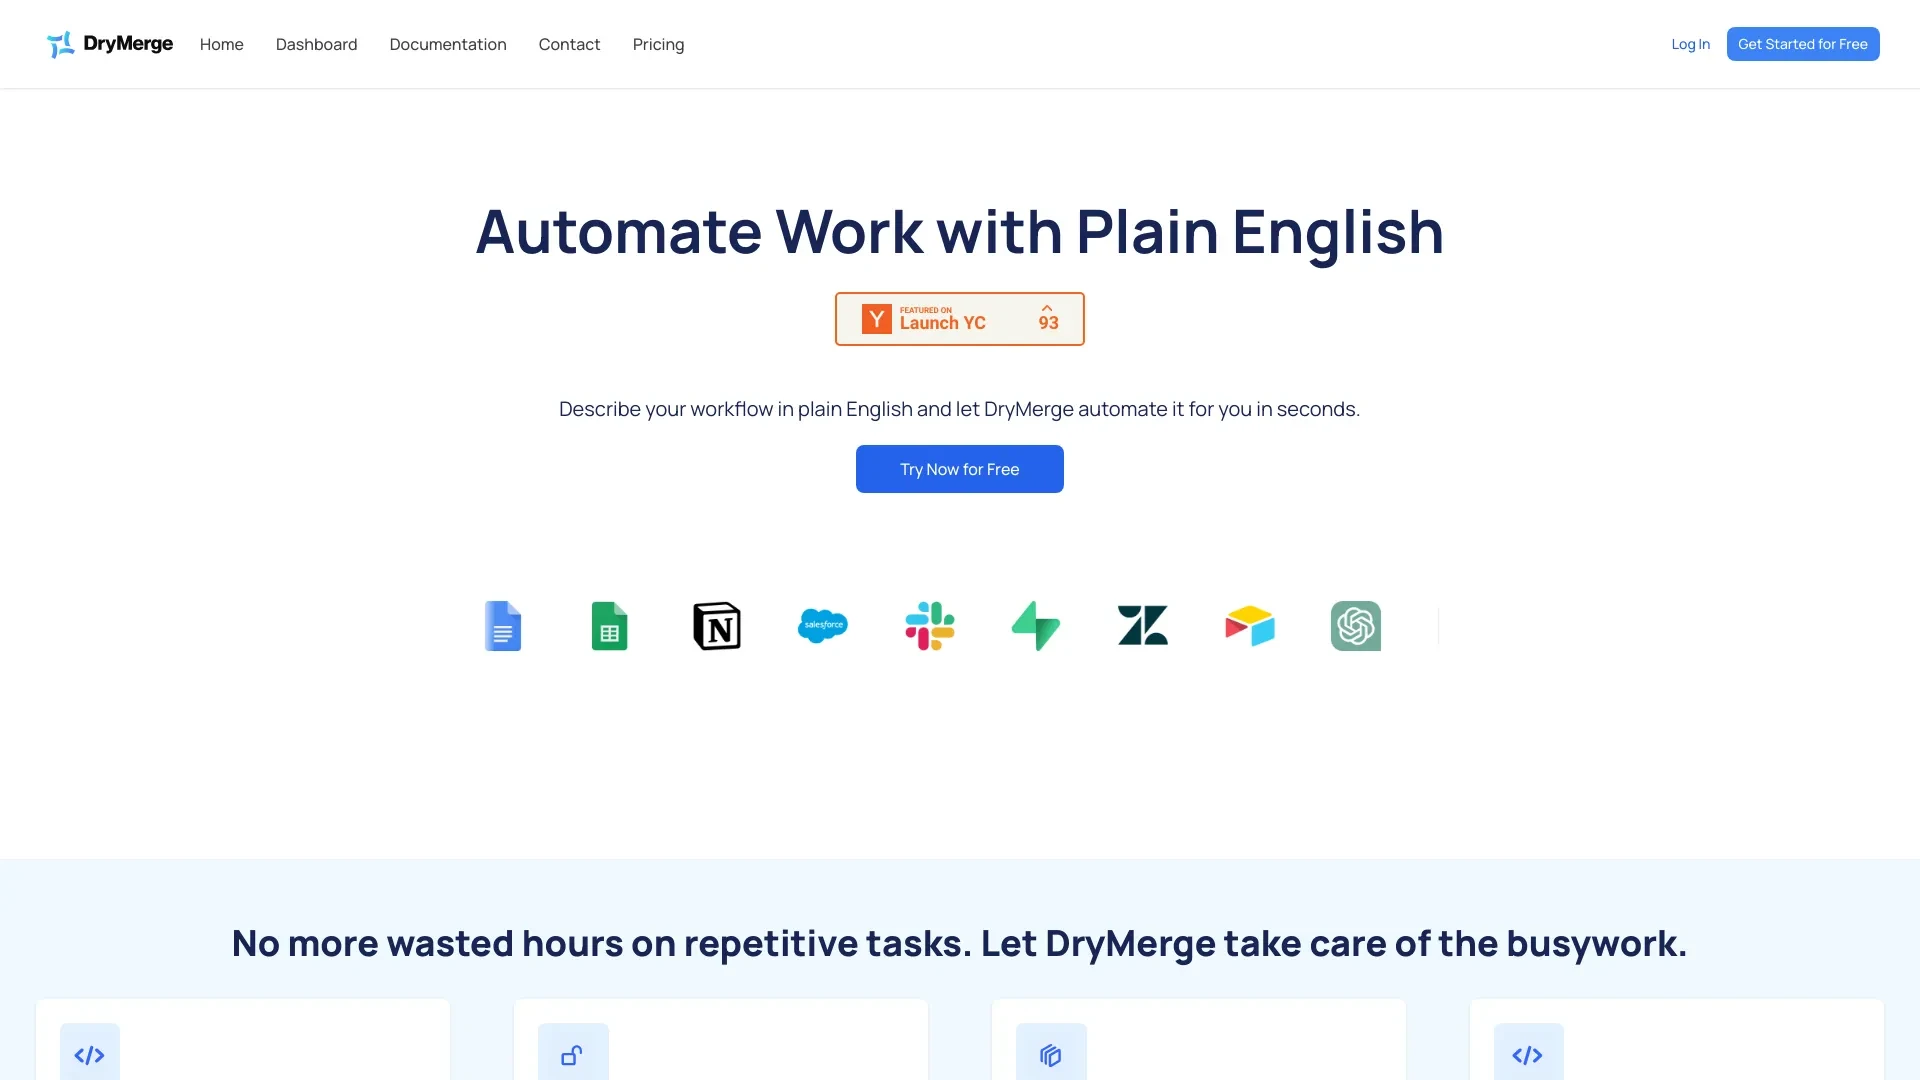 DryMerge
Home
Dashboard
Documentation
Contact
Pricing
Log In
Get Started for Free
Automate Work with Plain English
Y
FEATURED ON
Launch YC
93
Describe your workflow in plain English and let DryMerge automate it for you in seconds.
Try Now for Free
N
salesforce
No more wasted hours on repetitive tasks. Let DryMerge take care of the busywork.